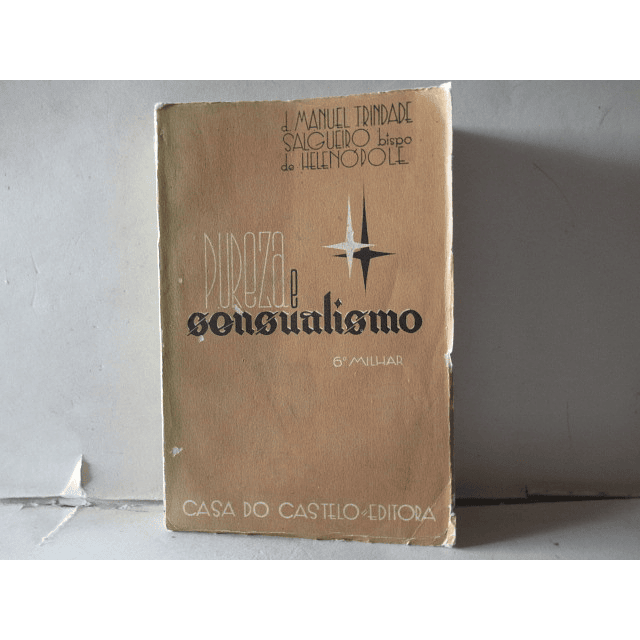 d. MANUEL TRINDADE
SALGUEIRO bispo
de HELENÓPOLE
PUREZA e
sensualismo
6º MILHAR
CASA DO CASTELO-EDITORA